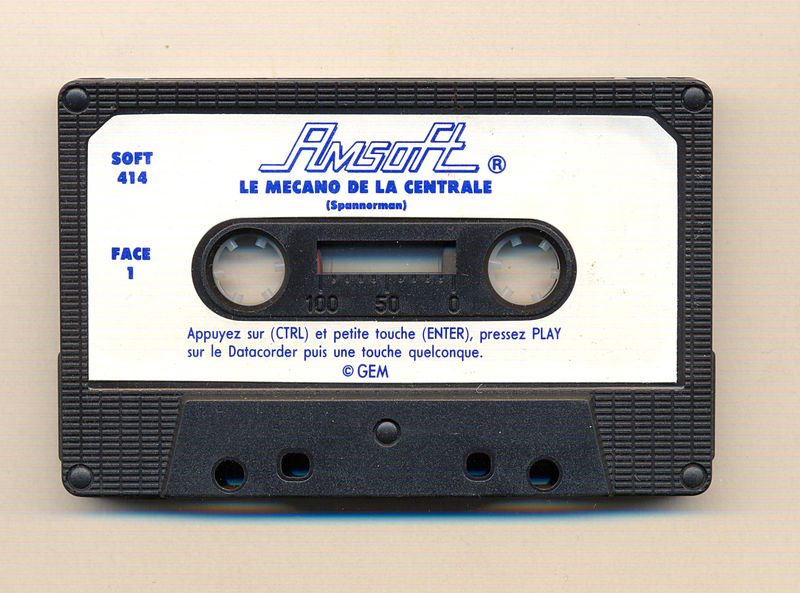 Amsoft®
SOFT
414
LE MECANO DE LA CENTRALE
(Spannerman)
FACE
1
100 50 0
Appuyez sur (CTRL) et petite touche (ENTER), pressez PLAY
sur le Datacorder puis une touche quelconque.
© GEM